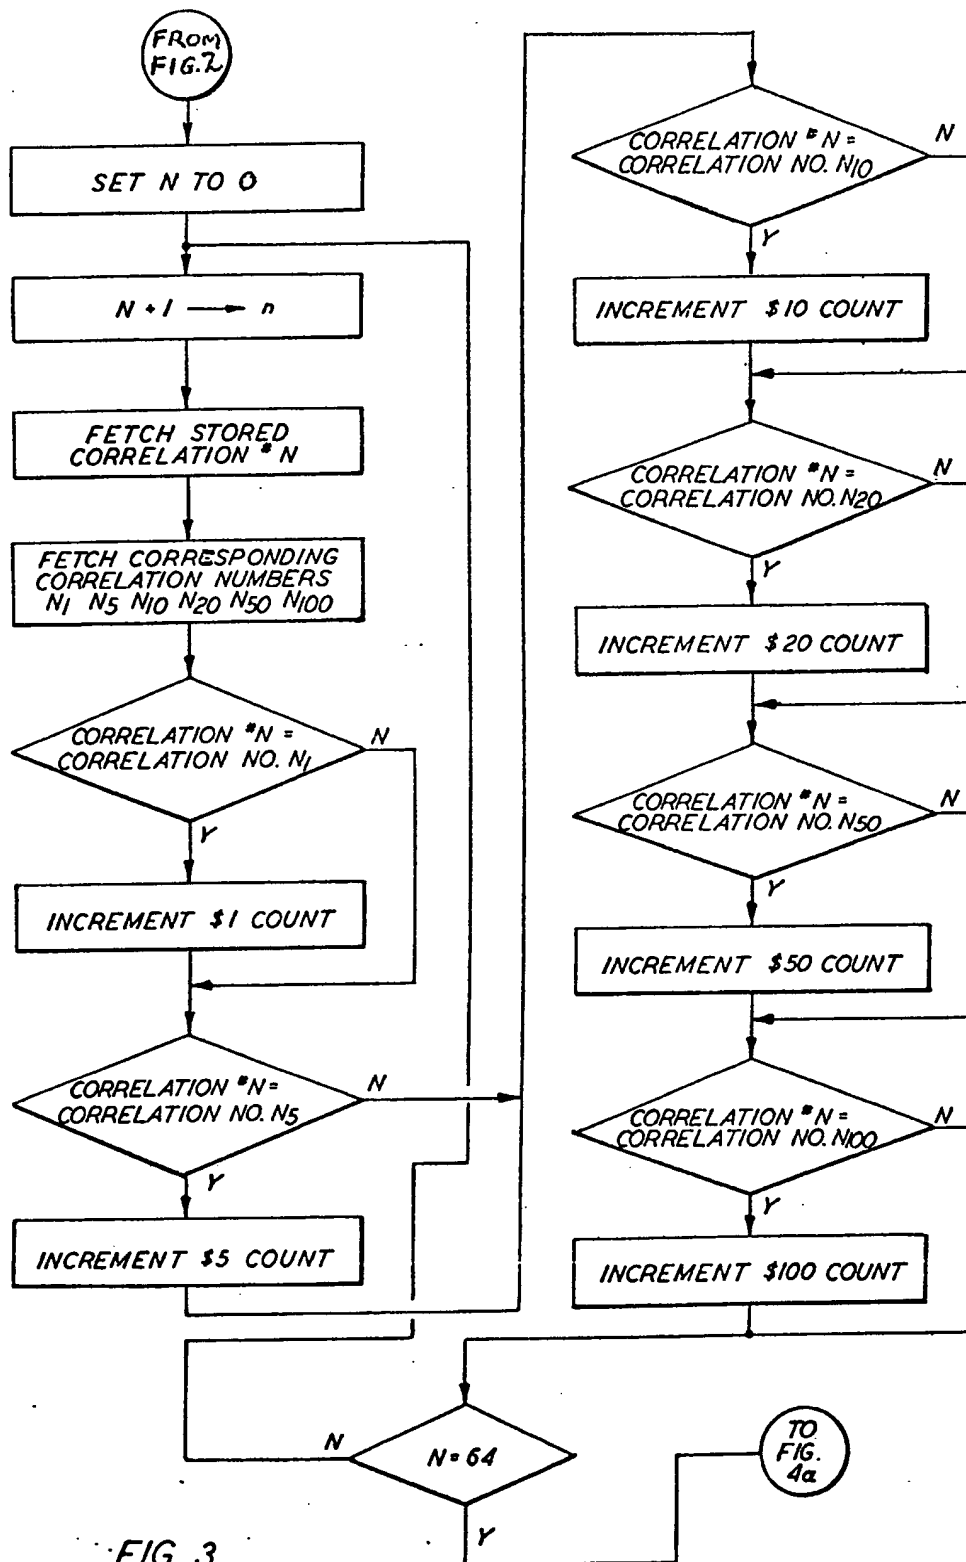 FROM
FIG. 2
SET N TO 0
N + 1 → n
FETCH STORED
CORRELATION # N
FETCH CORRESPONDING
CORRELATION NUMBERS
N1 N5 N10 N20 N50 N100
CORRELATION #N =
CORRELATION NO. N1
N
Y
INCREMENT $1 COUNT
CORRELATION #N =
CORRELATION NO. N5
N
Y
INCREMENT $5 COUNT
CORRELATION # N =
CORRELATION NO. N10
N
Y
INCREMENT $10 COUNT
CORRELATION #N =
CORRELATION NO. N20
N
Y
INCREMENT $20 COUNT
CORRELATION #N =
CORRELATION NO. N50
N
Y
INCREMENT $50 COUNT
CORRELATION #N =
CORRELATION NO. N100
N
Y
INCREMENT $100 COUNT
N = 64
N
Y
TO
FIG.
4a
FIG. 3